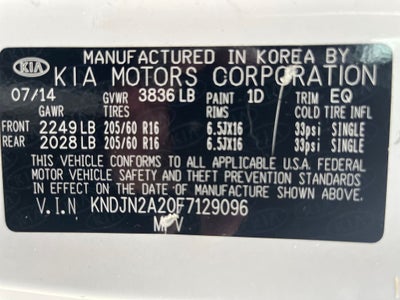 MANUFACTURED IN KOREA BY
KIA KIA MOTORS CORPORATION
07/14 GVWR 3836 LB PAINT 1D TRIM EQ
GAWR TIRES RIMS COLD TIRE INFL
FRONT 2249 LB 205/60 R16 6.5JX16 33psi SINGLE
REAR 2028 LB 205/60 R16 6.5JX16 33psi SINGLE
THIS VEHICLE CONFORMS TO ALL APPLICABLE U.S.A. FEDERAL
MOTOR VEHICLE SAFETY AND THEFT PREVENTION STANDARDS
IN EFFECT ON THE DATE OF MANUFACTURE SHOWN ABOVE.
V.I.N KNDJN2A20F7129096
MPV